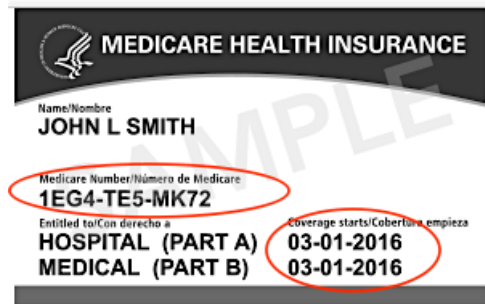 MEDICARE HEALTH INSURANCE
Name/Nombre
JOHN L SMITH
Medicare Number/Número de Medicare
1EG4-TE5-MK72
Entitled to/Con derecho a Coverage starts/Cobertura empieza
HOSPITAL (PART A) 03-01-2016
MEDICAL (PART B) 03-01-2016
SAMPLE